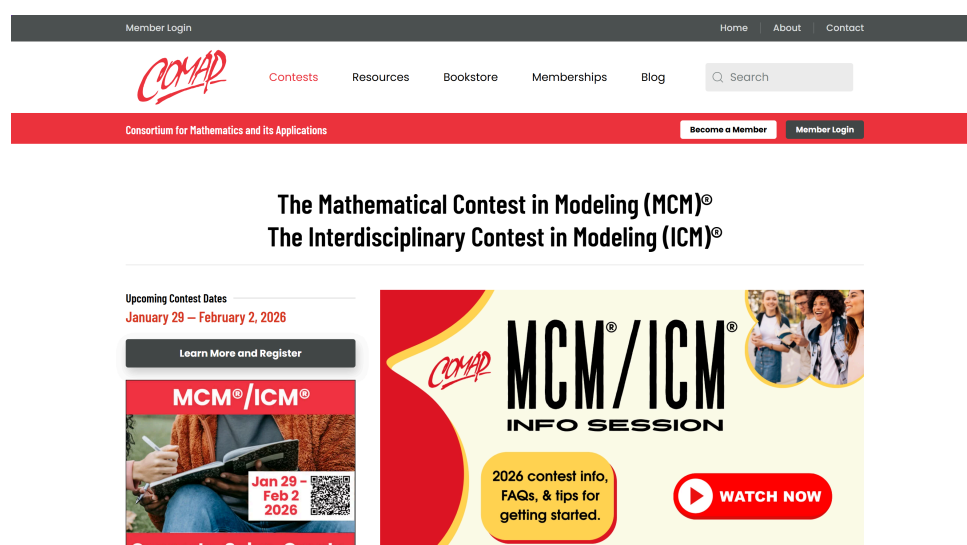 Member Login
Home
About
Contact
COMAP
Contests
Resources
Bookstore
Memberships
Blog
Search
Consortium for Mathematics and its Applications
Become a Member
Member Login
The Mathematical Contest in Modeling (MCM)®
The Interdisciplinary Contest in Modeling (ICM)®
Upcoming Contest Dates
January 29 – February 2, 2026
Learn More and Register
MCM®/ICM®
Jan 29 -
Feb 2
2026
COMAP
MCM®/ICM®
INFO SESSION
2026 contest info,
FAQs, & tips for
getting started.
WATCH NOW